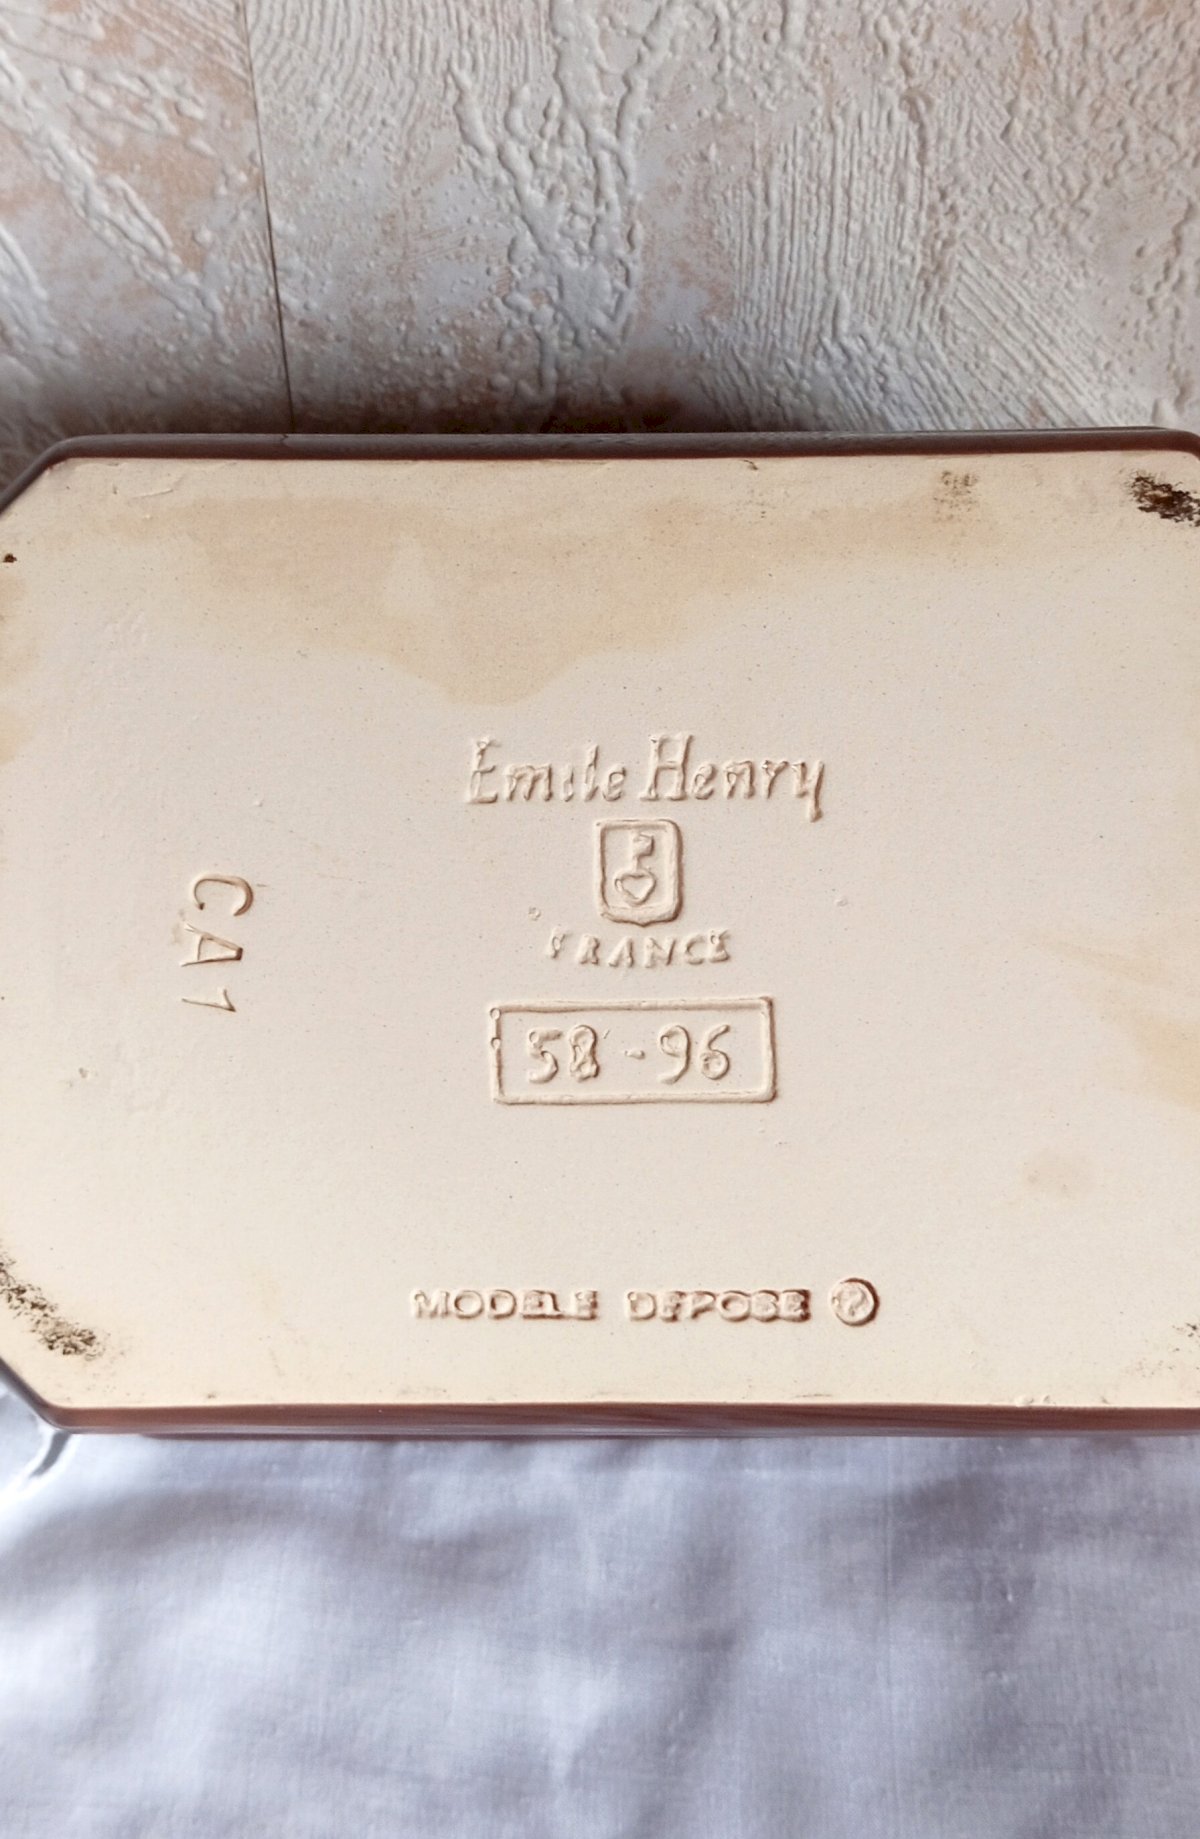 Emile Henry
FRANCE
58-96
CA1
MODELE DEPOSE